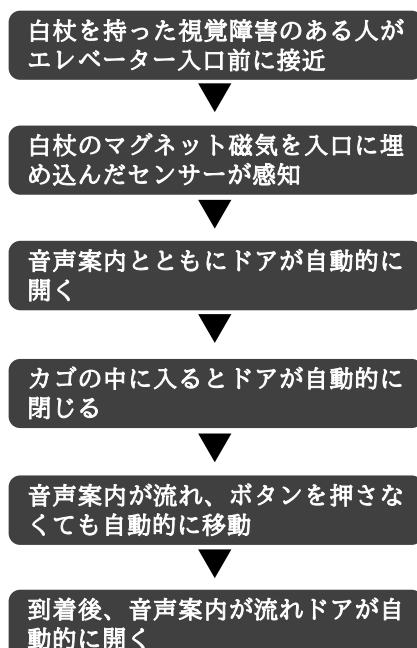 白杖を持った視覚障害のある人が
エレベーター入口前に接近
白杖のマグネット磁気を入口に埋
め込んだセンサーが感知
音声案内とともにドアが自動的に
開く
カゴの中に入るとドアが自動的に
閉じる
音声案内が流れ、ボタンを押さな
くても自動的に移動
到着後、音声案内が流れドアが自
動的に開く